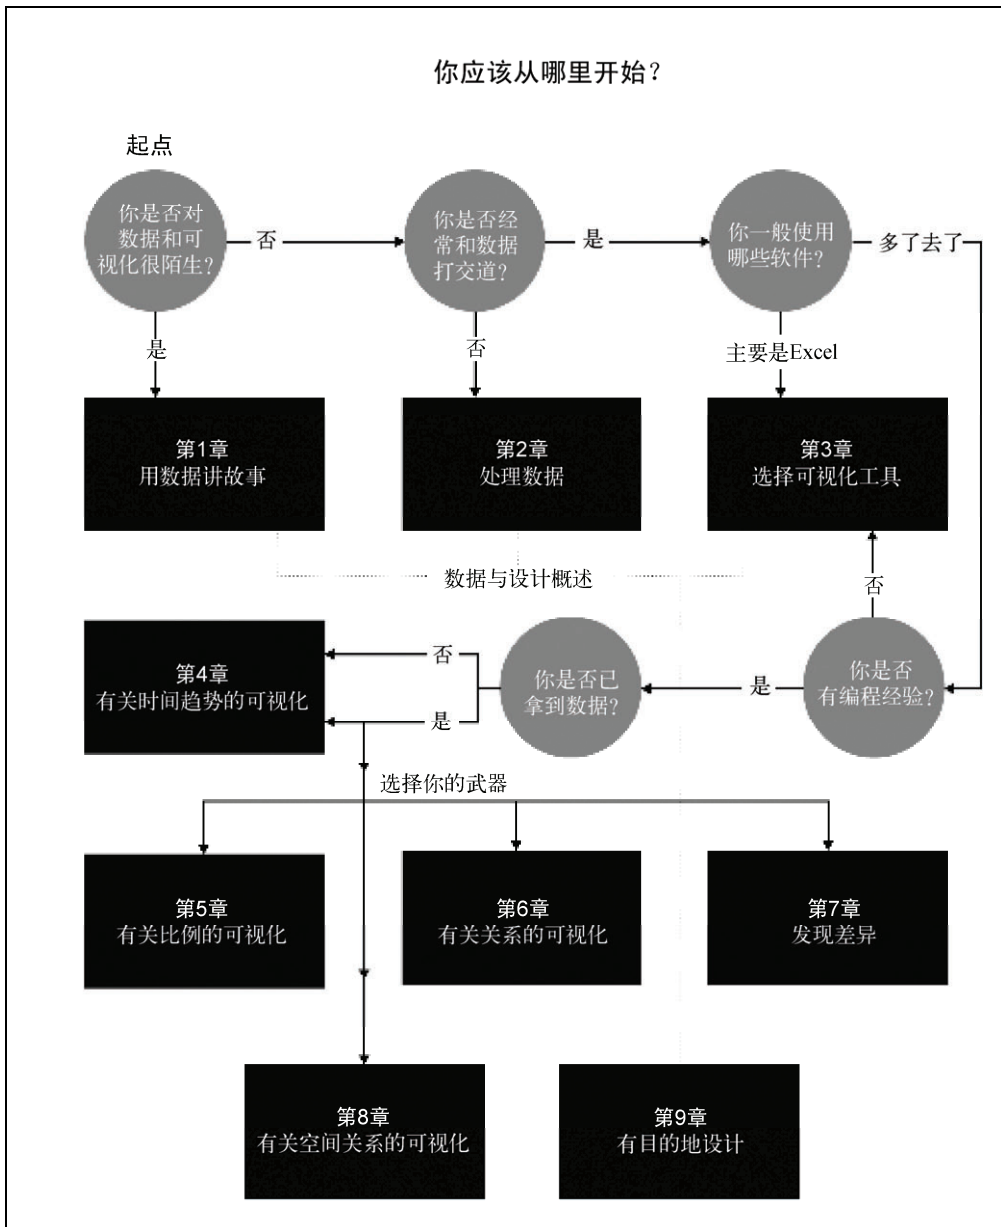 你应该从哪里开始？
起点
你是否对
数据和可
视化很陌生？
否
你是否经
常和数据
打交道？
是
你一般使用
哪些软件？
多了去了
是
否
主要是Excel
第1章
用数据讲故事
第2章
处理数据
第3章
选择可视化工具
数据与设计概述
否
第4章
有关时间趋势的可视化
否
是
你是否已
拿到数据？
是
你是否
有编程经验？
选择你的武器
第5章
有关比例的可视化
第6章
有关关系的可视化
第7章
发现差异
第8章
有关空间关系的可视化
第9章
有目的地设计